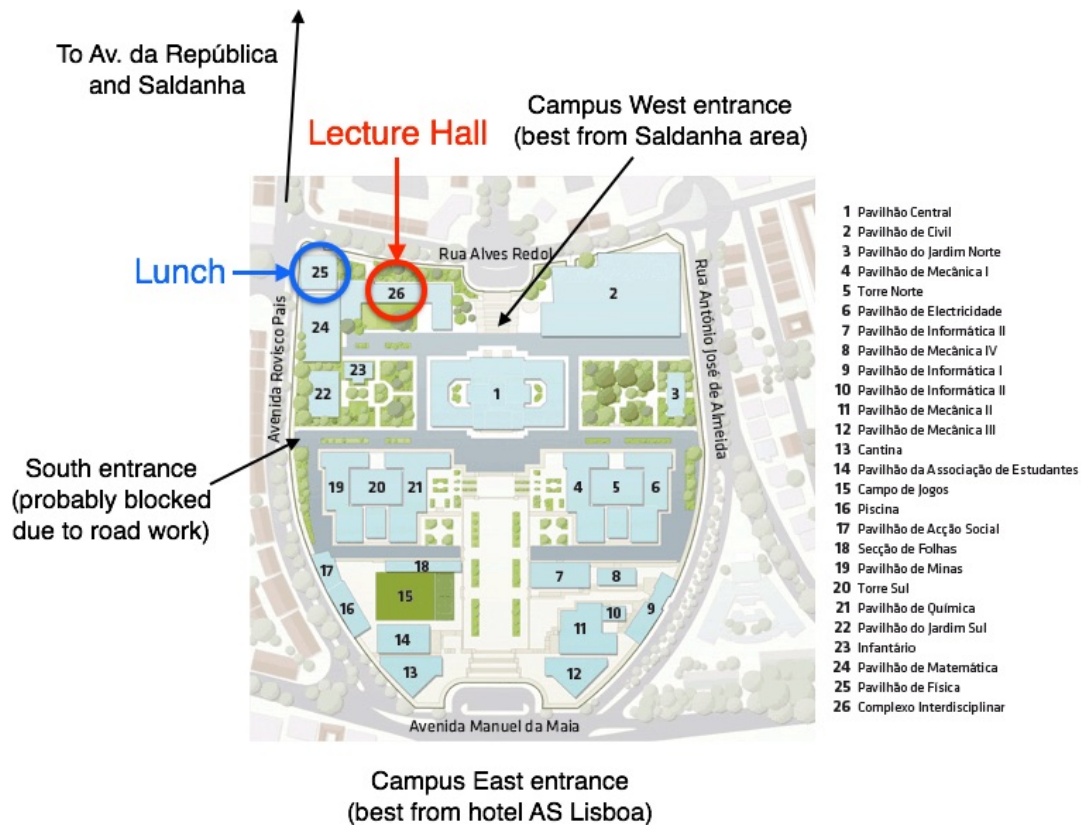 To Av. da República
and Saldanha
Campus West entrance
(best from Saldanha area)
Lecture Hall
Lunch
South entrance
(probably blocked
due to road work)
Rua Alves Redol
Avenida Rovisco Pais
Rua António José de Almeida
25
26
2
24
23
22
1
3
19
20
21
4
5
6
17
18
16
15
7
8
9
10
14
11
13
12
Avenida Manuel da Maia
Campus East entrance
(best from hotel AS Lisboa)
1 Pavilhão Central
2 Pavilhão de Civil
3 Pavilhão do Jardim Norte
4 Pavilhão de Mecânica I
5 Torre Norte
6 Pavilhão de Electricidade
7 Pavilhão de Informática II
8 Pavilhão de Mecânica IV
9 Pavilhão de Informática I
10 Pavilhão de Informática II
11 Pavilhão de Mecânica II
12 Pavilhão de Mecânica III
13 Cantina
14 Pavilhão da Associação de Estudantes
15 Campo de Jogos
16 Piscina
17 Pavilhão de Acção Social
18 Secção de Folhas
19 Pavilhão de Minas
20 Torre Sul
21 Pavilhão de Química
22 Pavilhão do Jardim Sul
23 Infantário
24 Pavilhão de Matemática
25 Pavilhão de Física
26 Complexo Interdisciplinar